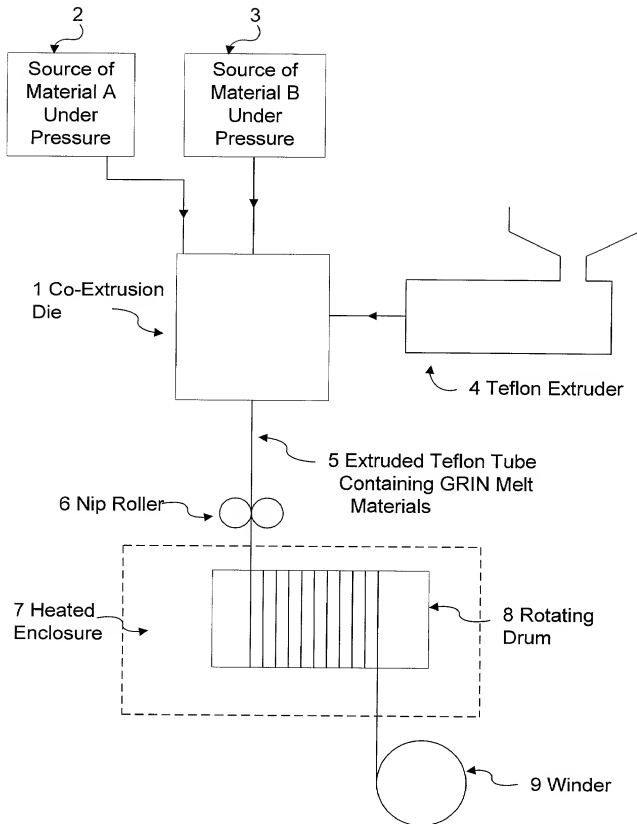 2
3
Source of
Material A
Under
Pressure
Source of
Material B
Under
Pressure
1 Co-Extrusion
Die
4 Teflon Extruder
5 Extruded Teflon Tube
Containing GRIN Melt
Materials
6 Nip Roller
7 Heated
Enclosure
8 Rotating
Drum
9 Winder